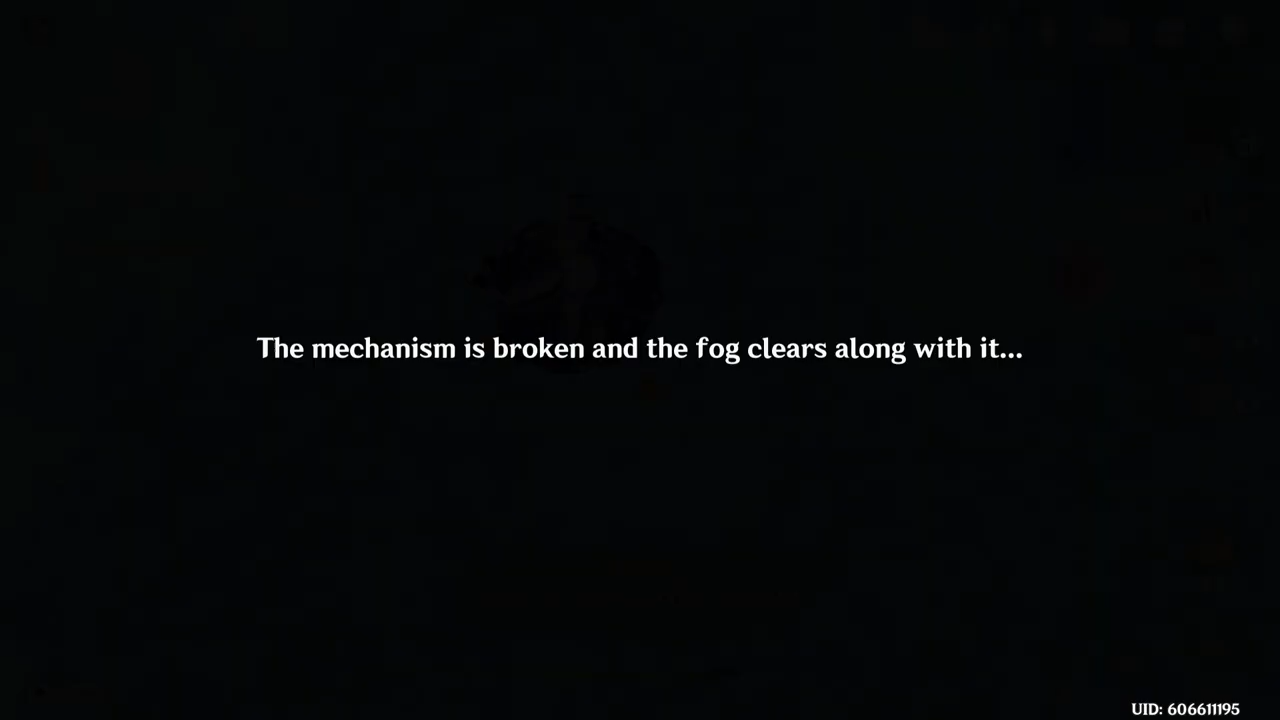 The mechanism is broken and the fog clears along with it...
UID: 606611195